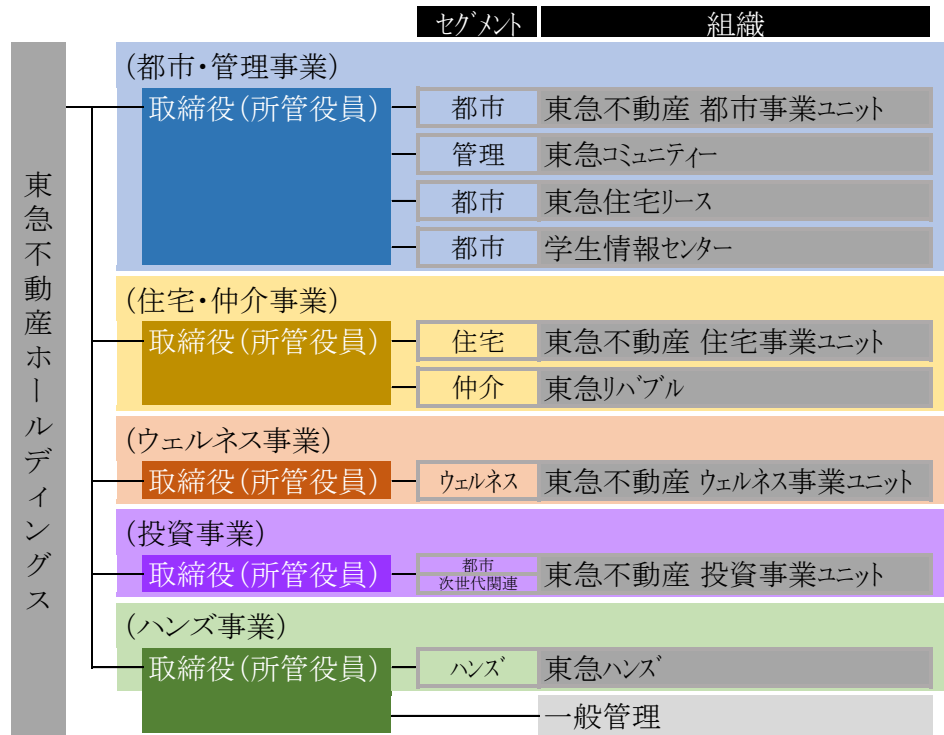 セグメント 組織
東急不動産ホールディングス
(都市・管理事業)
取締役(所管役員) 都市 東急不動産 都市事業ユニット
管理 東急コミュニティー
都市 東急住宅リース
都市 学生情報センター
(住宅・仲介事業)
取締役(所管役員) 住宅 東急不動産 住宅事業ユニット
仲介 東急リバブル
(ウェルネス事業)
取締役(所管役員) ウェルネス 東急不動産 ウェルネス事業ユニット
(投資事業)
取締役(所管役員) 都市 東急不動産 投資事業ユニット
次世代関連
(ハンズ事業)
取締役(所管役員) ハンズ 東急ハンズ
一般管理